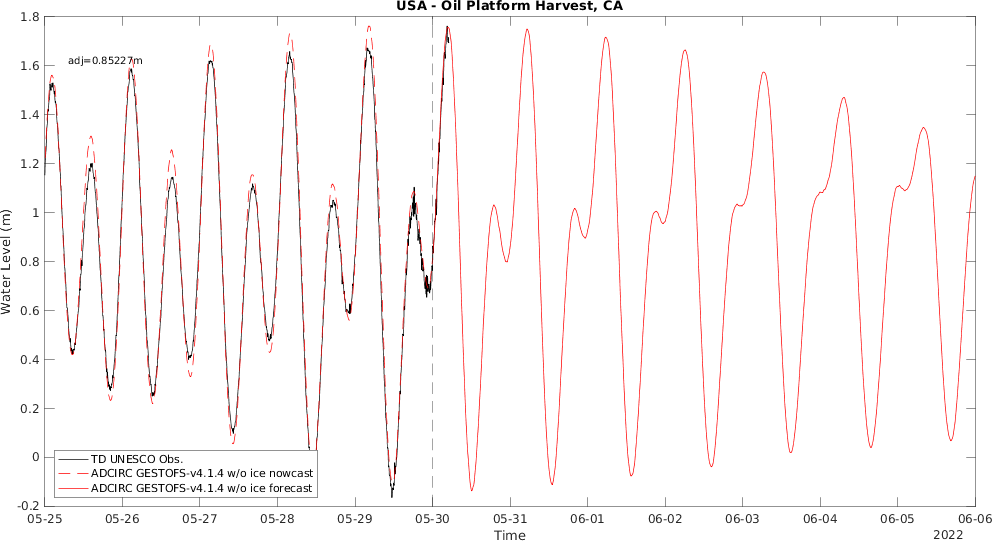 USA - Oil Platform Harvest, CA
1.8
1.6
1.4
1.2
1
0.8
0.6
0.4
0.2
0
-0.2
Water Level (m)
adj=0.85227m
TD UNESCO Obs.
ADCIRC GESTOFS-v4.1.4 w/o ice nowcast
ADCIRC GESTOFS-v4.1.4 w/o ice forecast
05-25 05-26 05-27 05-28 05-29 05-30 05-31 06-01 06-02 06-03 06-04 06-05 06-06
Time
2022